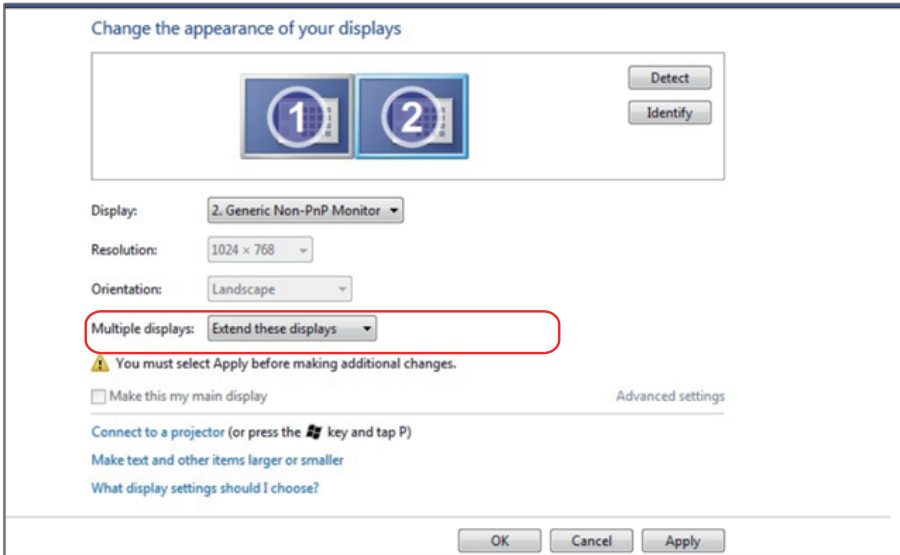 Change the appearance of your displays
1
2
Detect
Identify
Display:
2. Generic Non-PnP Monitor
Resolution:
1024 × 768
Orientation:
Landscape
Multiple displays:
Extend these displays
You must select Apply before making additional changes.
Make this my main display
Advanced settings
Connect to a projector (or press the key and tap P)
Make text and other items larger or smaller
What display settings should I choose?
OK
Cancel
Apply